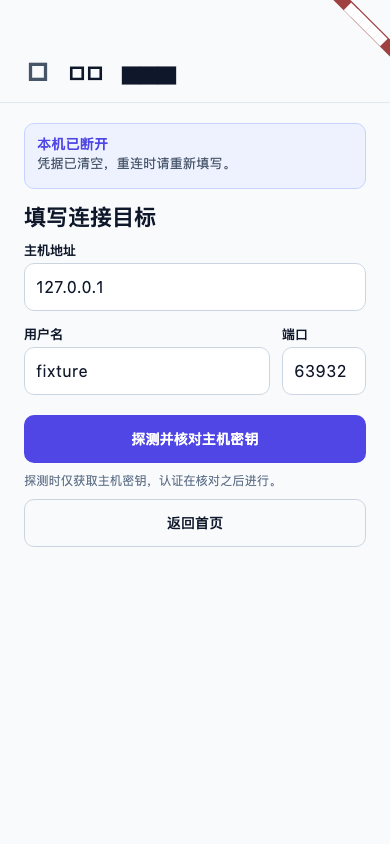 本机已断开
凭据已清空，重连时请重新填写。
填写连接目标
主机地址
127.0.0.1
用户名
端口
fixture
63932
探测并核对主机密钥
探测时仅获取主机密钥，认证在核对之后进行。
返回首页